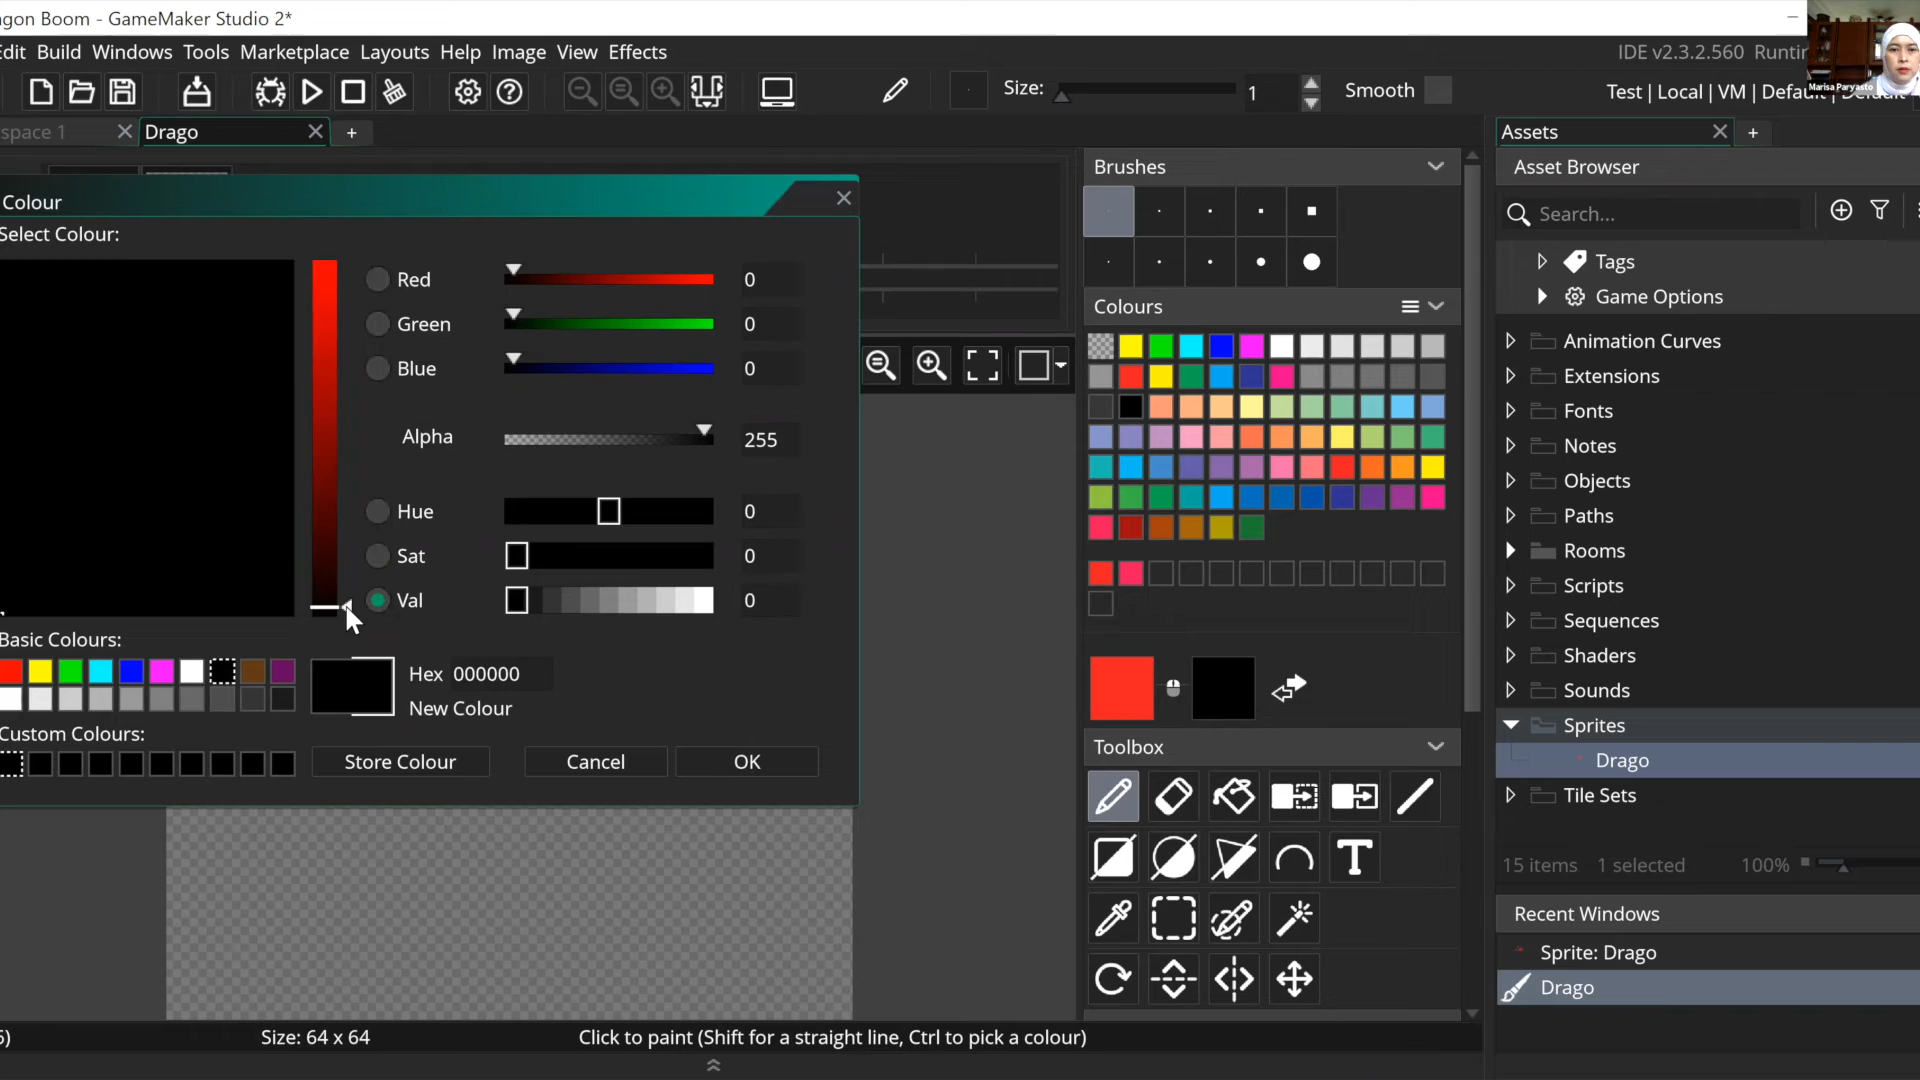 agon Boom - GameMaker Studio 2*
Edit Build Windows Tools Marketplace Layouts Help Image View Effects
IDE v2.3.2.560 Runtir
Size: 1 Smooth
Test | Local | VM | Default | Default
Marisa Paryasto
space 1
Drago
Assets
Colour
Select Colour:
Red 0
Green 0
Blue 0
Alpha 255
Hue 0
Sat 0
Val 0
Basic Colours:
Hex 000000
New Colour
Custom Colours:
Store Colour Cancel OK
Brushes
Colours
Toolbox
Asset Browser
Search...
Tags
Game Options
Animation Curves
Extensions
Fonts
Notes
Objects
Paths
Rooms
Scripts
Sequences
Shaders
Sounds
Sprites
Drago
Tile Sets
15 items 1 selected 100%
Recent Windows
Sprite: Drago
Drago
Size: 64 x 64
Click to paint (Shift for a straight line, Ctrl to pick a colour)